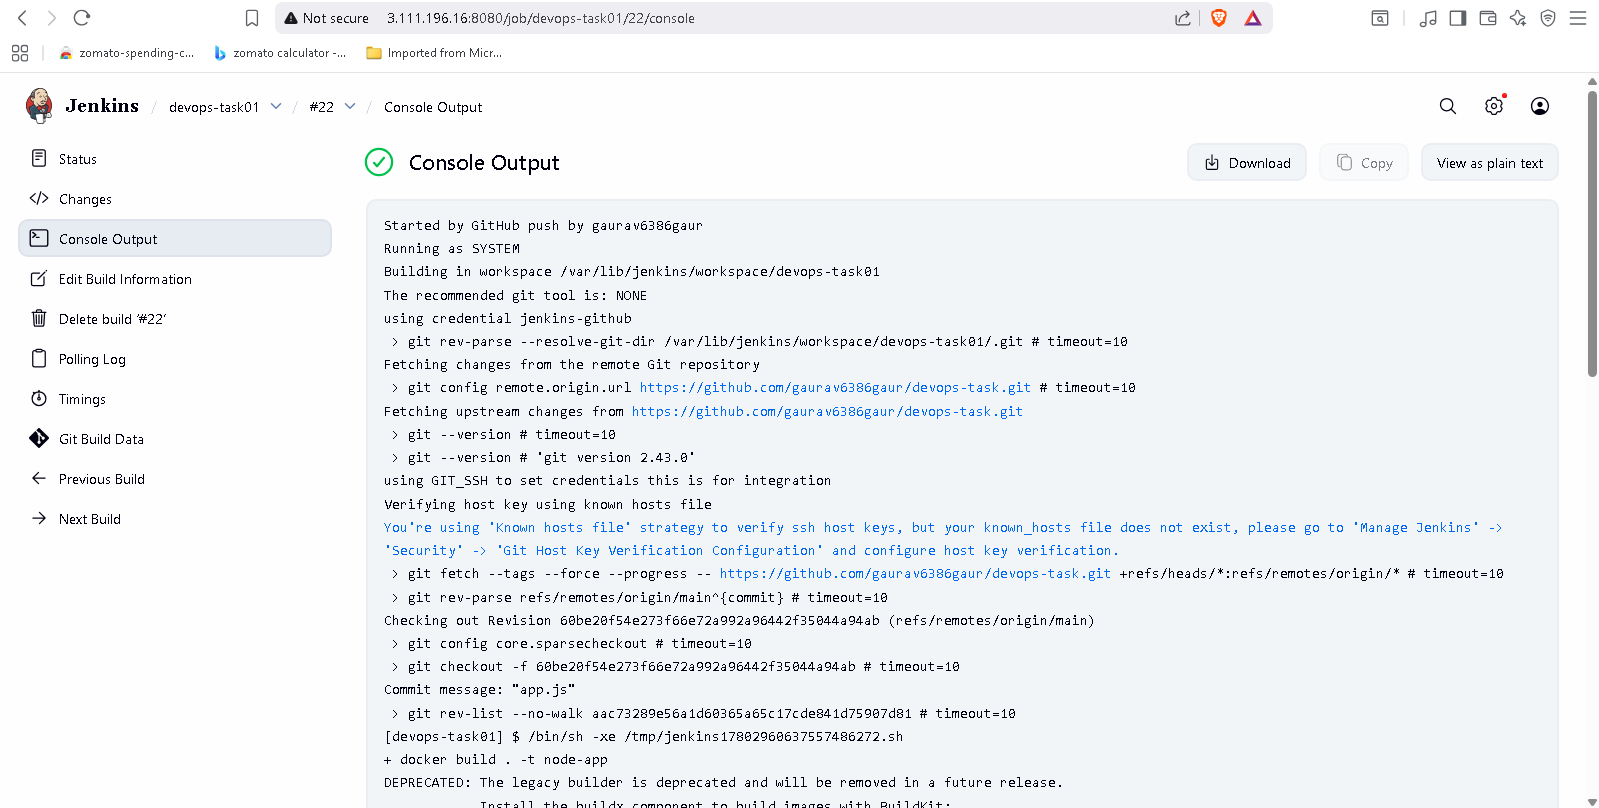 Not secure 3.111.196.16:8080/job/devops-task01/22/console
zomato-spending-c... zomato calculator -... Imported from Micr...
Jenkins / devops-task01 / #22 / Console Output
Status
Changes
Console Output
Edit Build Information
Delete build ‘#22’
Polling Log
Timings
Git Build Data
Previous Build
Next Build
Console Output
Download Copy View as plain text
Started by GitHub push by gaurav6386gaur
Running as SYSTEM
Building in workspace /var/lib/jenkins/workspace/devops-task01
The recommended git tool is: NONE
using credential jenkins-github
> git rev-parse --resolve-git-dir /var/lib/jenkins/workspace/devops-task01/.git # timeout=10
Fetching changes from the remote Git repository
> git config remote.origin.url https://github.com/gaurav6386gaur/devops-task.git # timeout=10
Fetching upstream changes from https://github.com/gaurav6386gaur/devops-task.git
> git --version # timeout=10
> git --version # 'git version 2.43.0'
using GIT_SSH to set credentials this is for integration
Verifying host key using known hosts file
You're using 'Known hosts file' strategy to verify ssh host keys, but your known_hosts file does not exist, please go to 'Manage Jenkins' ->
'Security' -> 'Git Host Key Verification Configuration' and configure host key verification.
> git fetch --tags --force --progress -- https://github.com/gaurav6386gaur/devops-task.git +refs/heads/*:refs/remotes/origin/* # timeout=10
> git rev-parse refs/remotes/origin/main^{commit} # timeout=10
Checking out Revision 60be20f54e273f66e72a992a96442f35044a94ab (refs/remotes/origin/main)
> git config core.sparsecheckout # timeout=10
> git checkout -f 60be20f54e273f66e72a992a96442f35044a94ab # timeout=10
Commit message: "app.js"
> git rev-list --no-walk aac73289e56a1d60365a65c17cde841d75907d81 # timeout=10
[devops-task01] $ /bin/sh -xe /tmp/jenkins17802960637557486272.sh
+ docker build . -t node-app
DEPRECATED: The legacy builder is deprecated and will be removed in a future release.
Install the buildx component to build images with BuildKit: